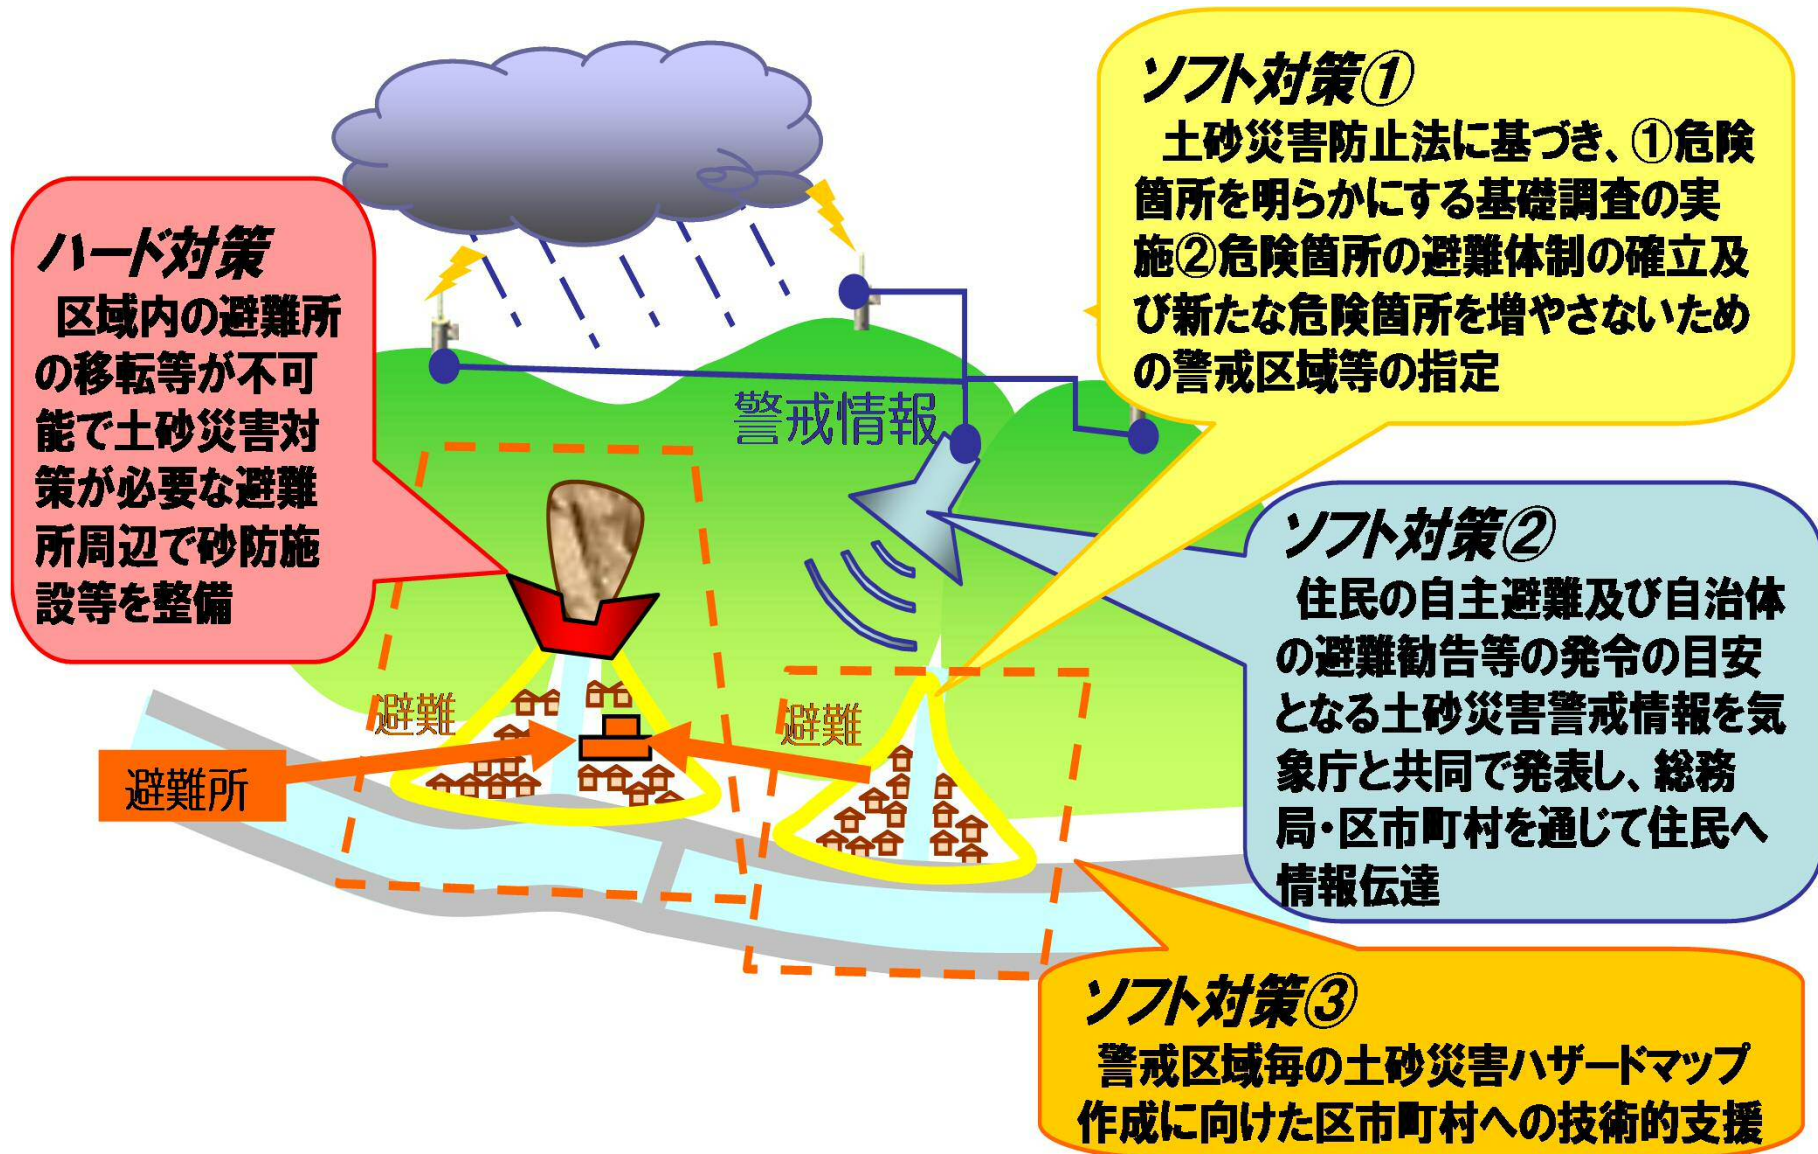 ハード対策
区域内の避難所
の移転等が不可
能で土砂災害対
策が必要な避難
所周辺で砂防施
設等を整備
ソフト対策①
土砂災害防止法に基づき、①危険
箇所を明らかにする基礎調査の実
施②危険箇所の避難体制の確立及
び新たな危険箇所を増やさないため
の警戒区域等の指定
警戒情報
ソフト対策②
住民の自主避難及び自治体
の避難勧告等の発令の目安
となる土砂災害警戒情報を気
象庁と共同で発表し、総務
局・区市町村を通じて住民へ
情報伝達
避難
避難
避難所
ソフト対策③
警戒区域毎の土砂災害ハザードマップ
作成に向けた区市町村への技術的支援